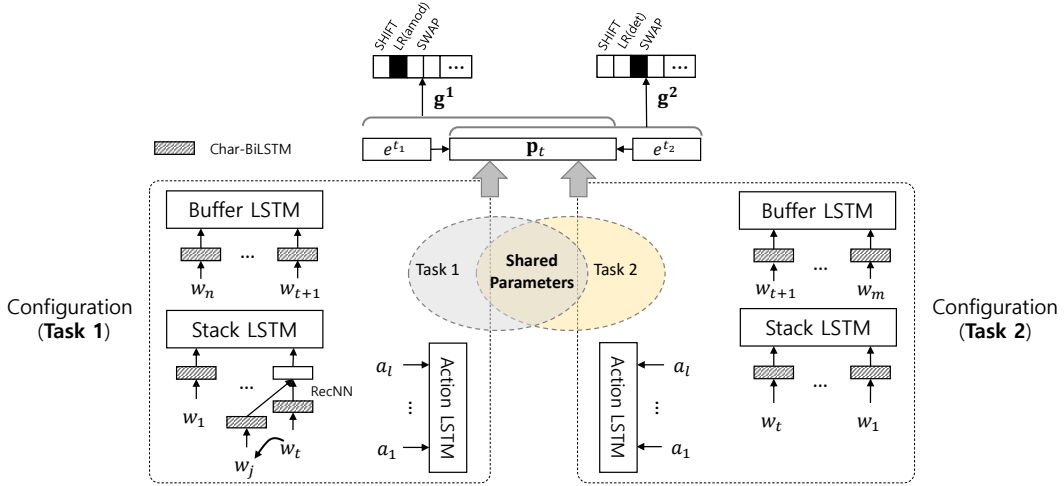 SHIFT LR(amod) SWAP
SHIFT LR(det) SWAP
... ...
g¹ g²
e^{t_1} p_t e^{t_2}
Char-BiLSTM
Buffer LSTM
... 
w_n w_{t+1}
Configuration
(Task 1)
Stack LSTM
...
RecNN
w_1 w_j w_t
a_l
...
a_1
Action LSTM
Task 1 Shared Parameters Task 2
Action LSTM
a_l
...
a_1
Buffer LSTM
...
w_{t+1} w_m
Configuration
(Task 2)
Stack LSTM
...
w_t w_1